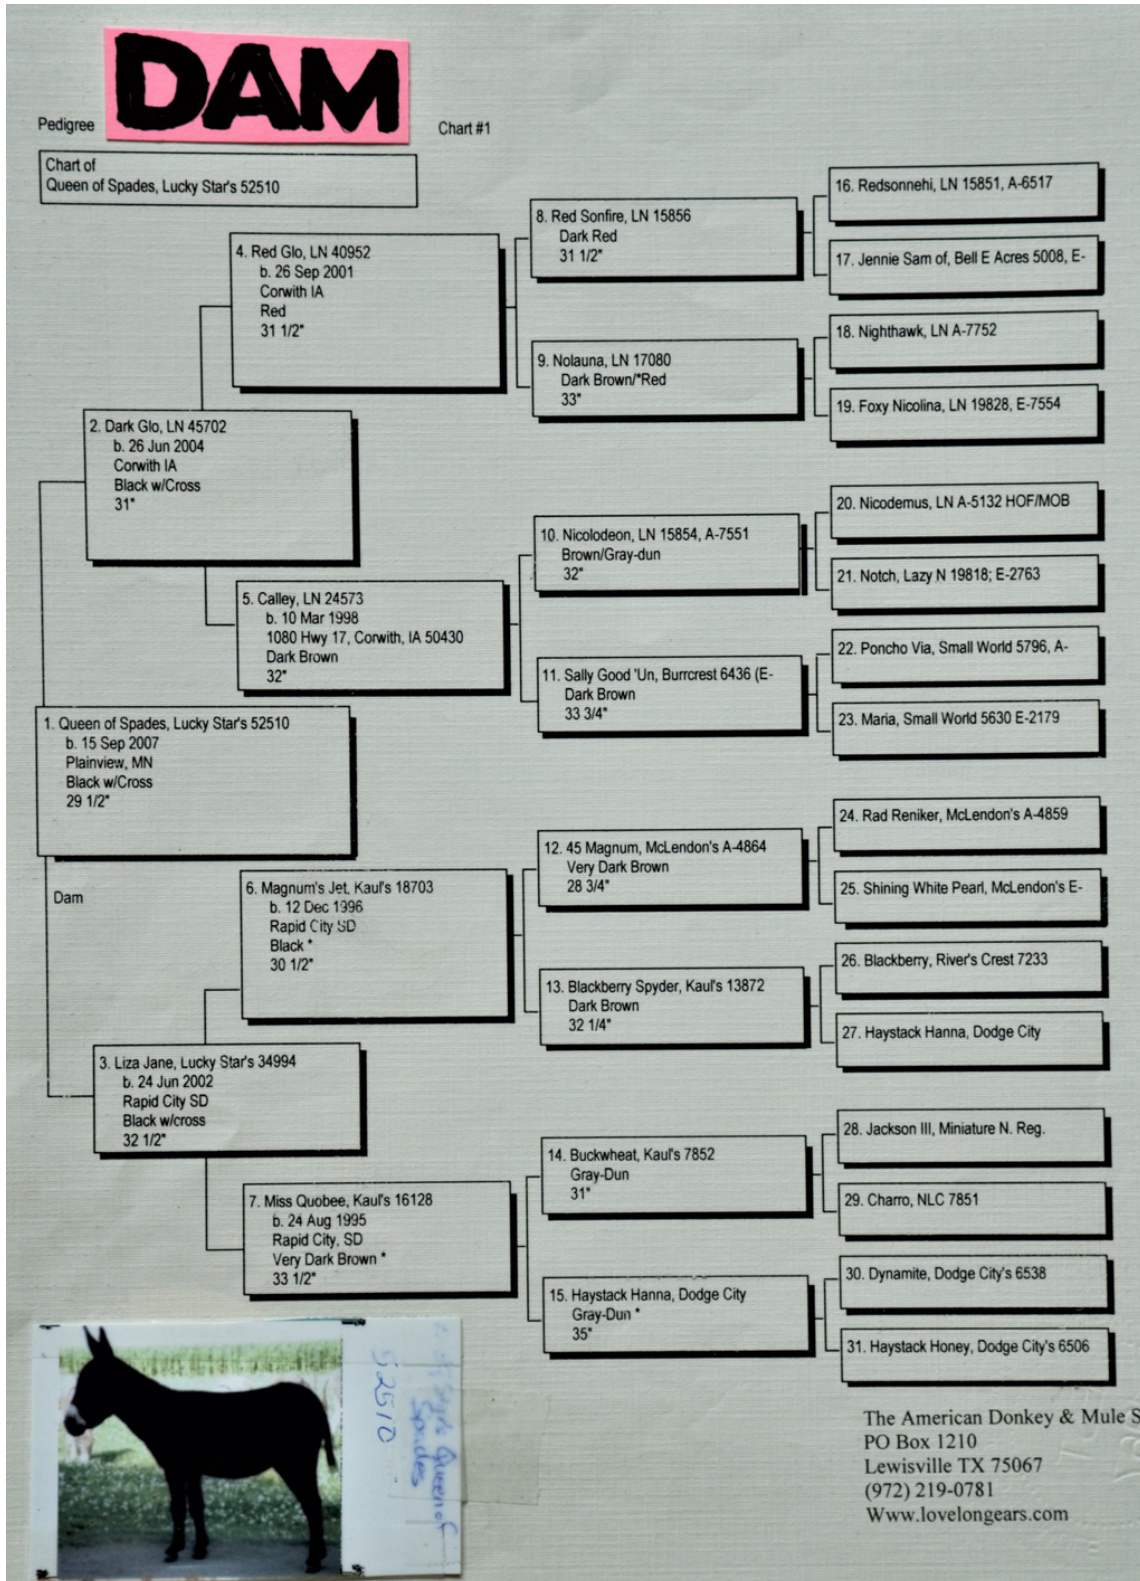 DAM
Pedigree
Chart #1
Chart of
Queen of Spades, Lucky Star's 52510
1. Queen of Spades, Lucky Star's 52510
b. 15 Sep 2007
Plainview, MN
Black w/Cross
29 1/2"
Dam
2. Dark Glo, LN 45702
b. 26 Jun 2004
Corwith IA
Black w/Cross
31"
3. Liza Jane, Lucky Star's 34994
b. 24 Jun 2002
Rapid City SD
Black w/cross
32 1/2"
4. Red Glo, LN 40952
b. 26 Sep 2001
Corwith IA
Red
31 1/2"
5. Calley, LN 24573
b. 10 Mar 1998
1080 Hwy 17, Corwith, IA 50430
Dark Brown
32"
6. Magnum's Jet, Kaul's 18703
b. 12 Dec 1996
Rapid City SD
Black *
30 1/2"
7. Miss Quobee, Kaul's 16128
b. 24 Aug 1995
Rapid City, SD
Very Dark Brown *
33 1/2"
8. Red Sonfire, LN 15856
Dark Red
31 1/2"
9. Nolauna, LN 17080
Dark Brown/*Red
33"
10. Nicolodeon, LN 15854, A-7551
Brown/Gray-dun
32"
11. Sally Good 'Un, Burrcrest 6436 (E-
Dark Brown
33 3/4"
12. 45 Magnum, McLendon's A-4864
Very Dark Brown
28 3/4"
13. Blackberry Spyder, Kaul's 13872
Dark Brown
32 1/4"
14. Buckwheat, Kaul's 7852
Gray-Dun
31"
15. Haystack Hanna, Dodge City
Gray-Dun *
35"
16. Redsonnehi, LN 15851, A-6517
17. Jennie Sam of, Bell E Acres 5008, E-
18. Nighthawk, LN A-7752
19. Foxy Nicolina, LN 19828, E-7554
20. Nicodemus, LN A-5132 HOF/MOB
21. Notch, Lazy N 19818; E-2763
22. Poncho Via, Small World 5796, A-
23. Maria, Small World 5630 E-2179
24. Rad Reniker, McLendon's A-4859
25. Shining White Pearl, McLendon's E-
26. Blackberry, River's Crest 7233
27. Haystack Hanna, Dodge City
28. Jackson III, Miniature N. Reg.
29. Charro, NLC 7851
30. Dynamite, Dodge City's 6538
31. Haystack Honey, Dodge City's 6506
Queen of
Spades
52510
The American Donkey & Mule S
PO Box 1210
Lewisville TX 75067
(972) 219-0781
Www.lovelongears.com